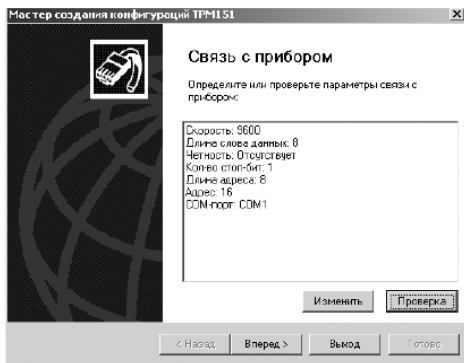 Мастер создания конфигураций ТРМ151
Связь с прибором
Определите или проверьте параметры связи с
прибором:
Скорость: 9600
Длина слова данных: 8
Четность: Отсутствует
Кол-во стоп-бит: 1
Длина адреса: 8
Адрес: 16
COM-порт: COM1
Изменить
Проверка
< Назад
Вперед >
Выход
Готово